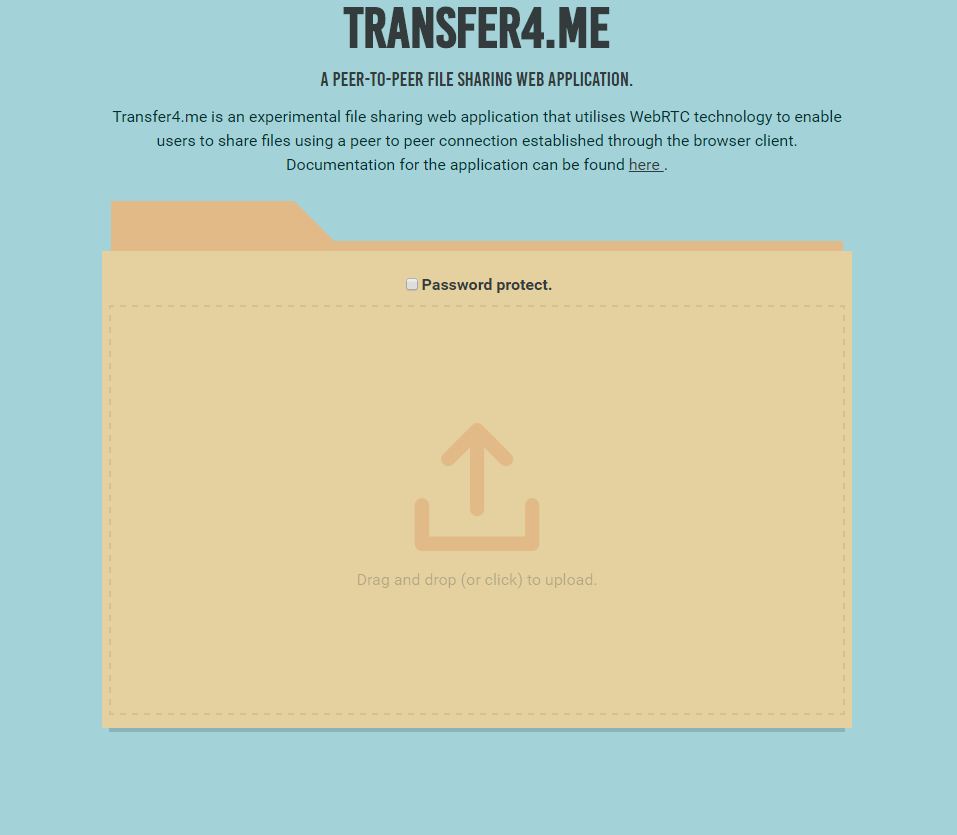 TRANSFER4.ME
A PEER-TO-PEER FILE SHARING WEB APPLICATION.
Transfer4.me is an experimental file sharing web application that utilises WebRTC technology to enable
users to share files using a peer to peer connection established through the browser client.
Documentation for the application can be found here .
Password protect.
Drag and drop (or click) to upload.